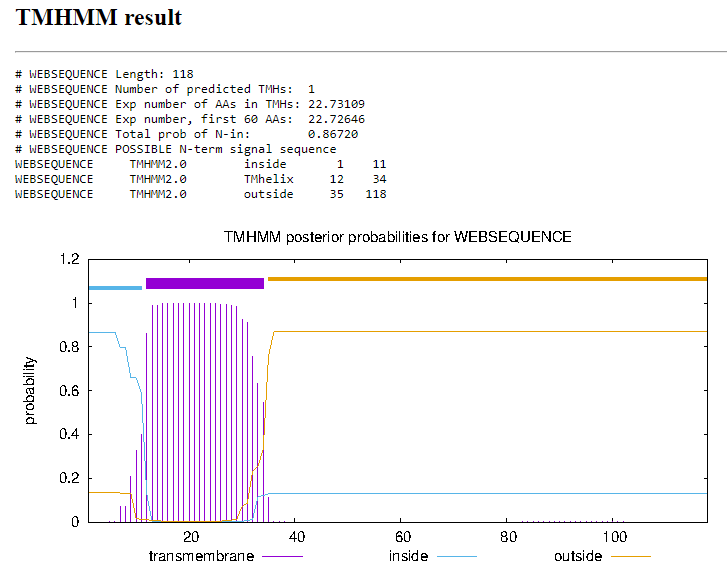 TMHMM result
# WEBSEQUENCE Length: 118
# WEBSEQUENCE Number of predicted TMHs:  1
# WEBSEQUENCE Exp number of AAs in TMHs: 22.73109
# WEBSEQUENCE Exp number, first 60 AAs:  22.72646
# WEBSEQUENCE Total prob of N-in:        0.86720
# WEBSEQUENCE POSSIBLE N-term signal sequence
WEBSEQUENCE     TMHMM2.0        inside       1    11
WEBSEQUENCE     TMHMM2.0        TMhelix     12    34
WEBSEQUENCE     TMHMM2.0        outside     35   118
TMHMM posterior probabilities for WEBSEQUENCE
1.2
1
0.8
0.6
0.4
0.2
0
probability
20 40 60 80 100
transmembrane inside outside